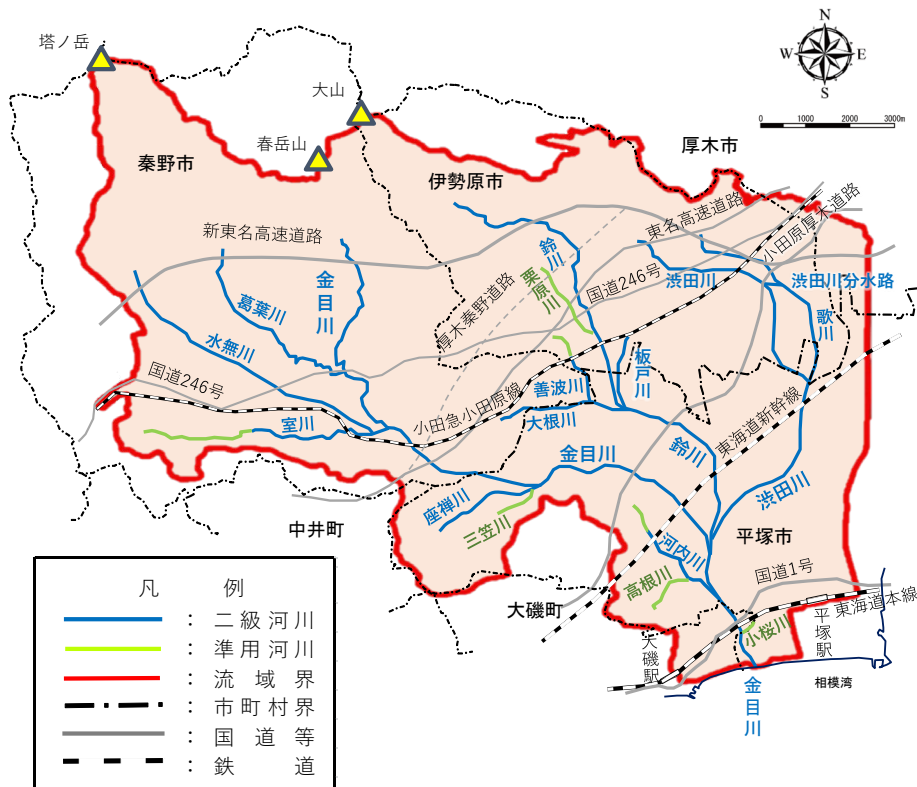 塔ノ岳
大山
春岳山
N
W
E
S
0 1000 2000 3000m
秦野市
伊勢原市
厚木市
新東名高速道路
金目川
葛葉川
水無川
国道246号
室川
厚木秦野道路
小田急小田原線
鈴川
栗原川
国道246号
東名高速道路
小田原厚木道路
渋田川
渋田川分水路
歌川
板戸川
善波川
大根川
東海道新幹線
金目川
鈴川
渋田川
座禅川
三笠川
中井町
大磯町
平塚市
河内川
高根川
国道1号
小桜川
東海道本線
平塚駅
大磯駅
相模湾
金目川
凡 例
：二級河川
：準用河川
：流域界
：市町村界
：国道等
：鉄道